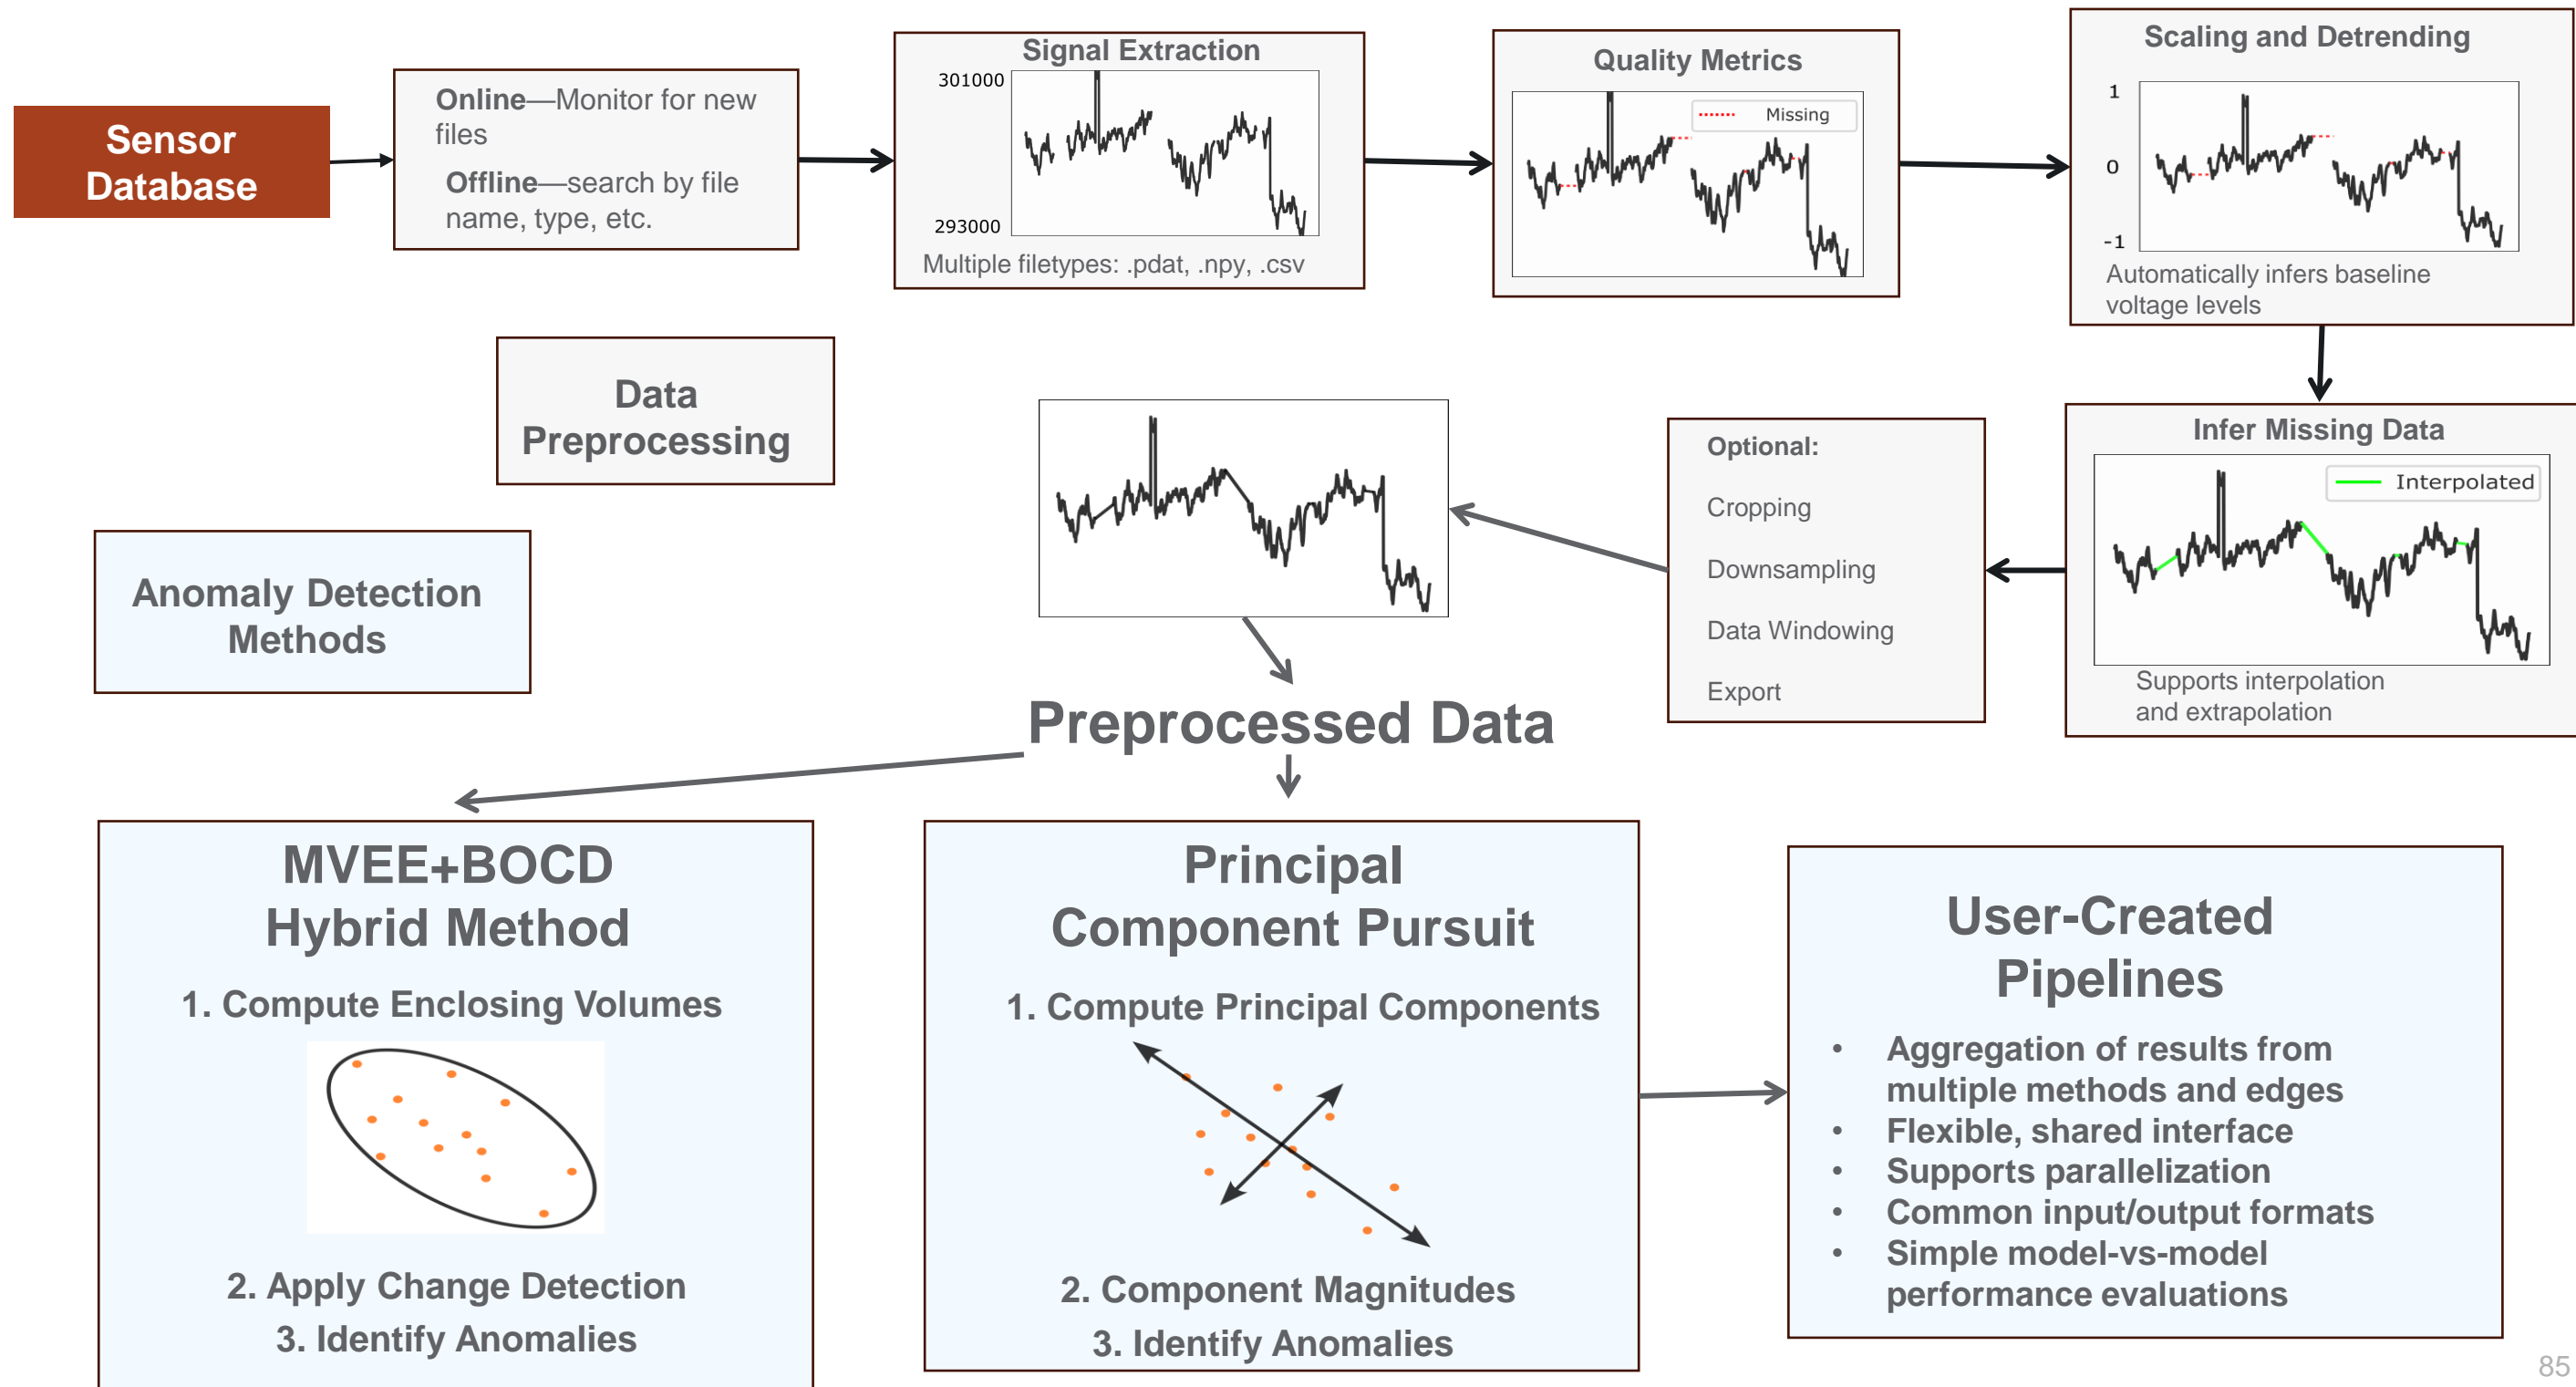 Sensor
Database
Online—Monitor for new
files
Offline—search by file
name, type, etc.
Signal Extraction
301000
293000
Multiple filetypes: .pdat, .npy, .csv
Quality Metrics
Missing
Scaling and Detrending
1
0
-1
Automatically infers baseline
voltage levels
Data
Preprocessing
Optional:
Cropping
Downsampling
Data Windowing
Export
Infer Missing Data
Interpolated
Supports interpolation
and extrapolation
Anomaly Detection
Methods
Preprocessed Data
MVEE+BOCD
Hybrid Method
1. Compute Enclosing Volumes
2. Apply Change Detection
3. Identify Anomalies
Principal
Component Pursuit
1. Compute Principal Components
2. Component Magnitudes
3. Identify Anomalies
User-Created
Pipelines
• Aggregation of results from
multiple methods and edges
• Flexible, shared interface
• Supports parallelization
• Common input/output formats
• Simple model-vs-model
performance evaluations
85